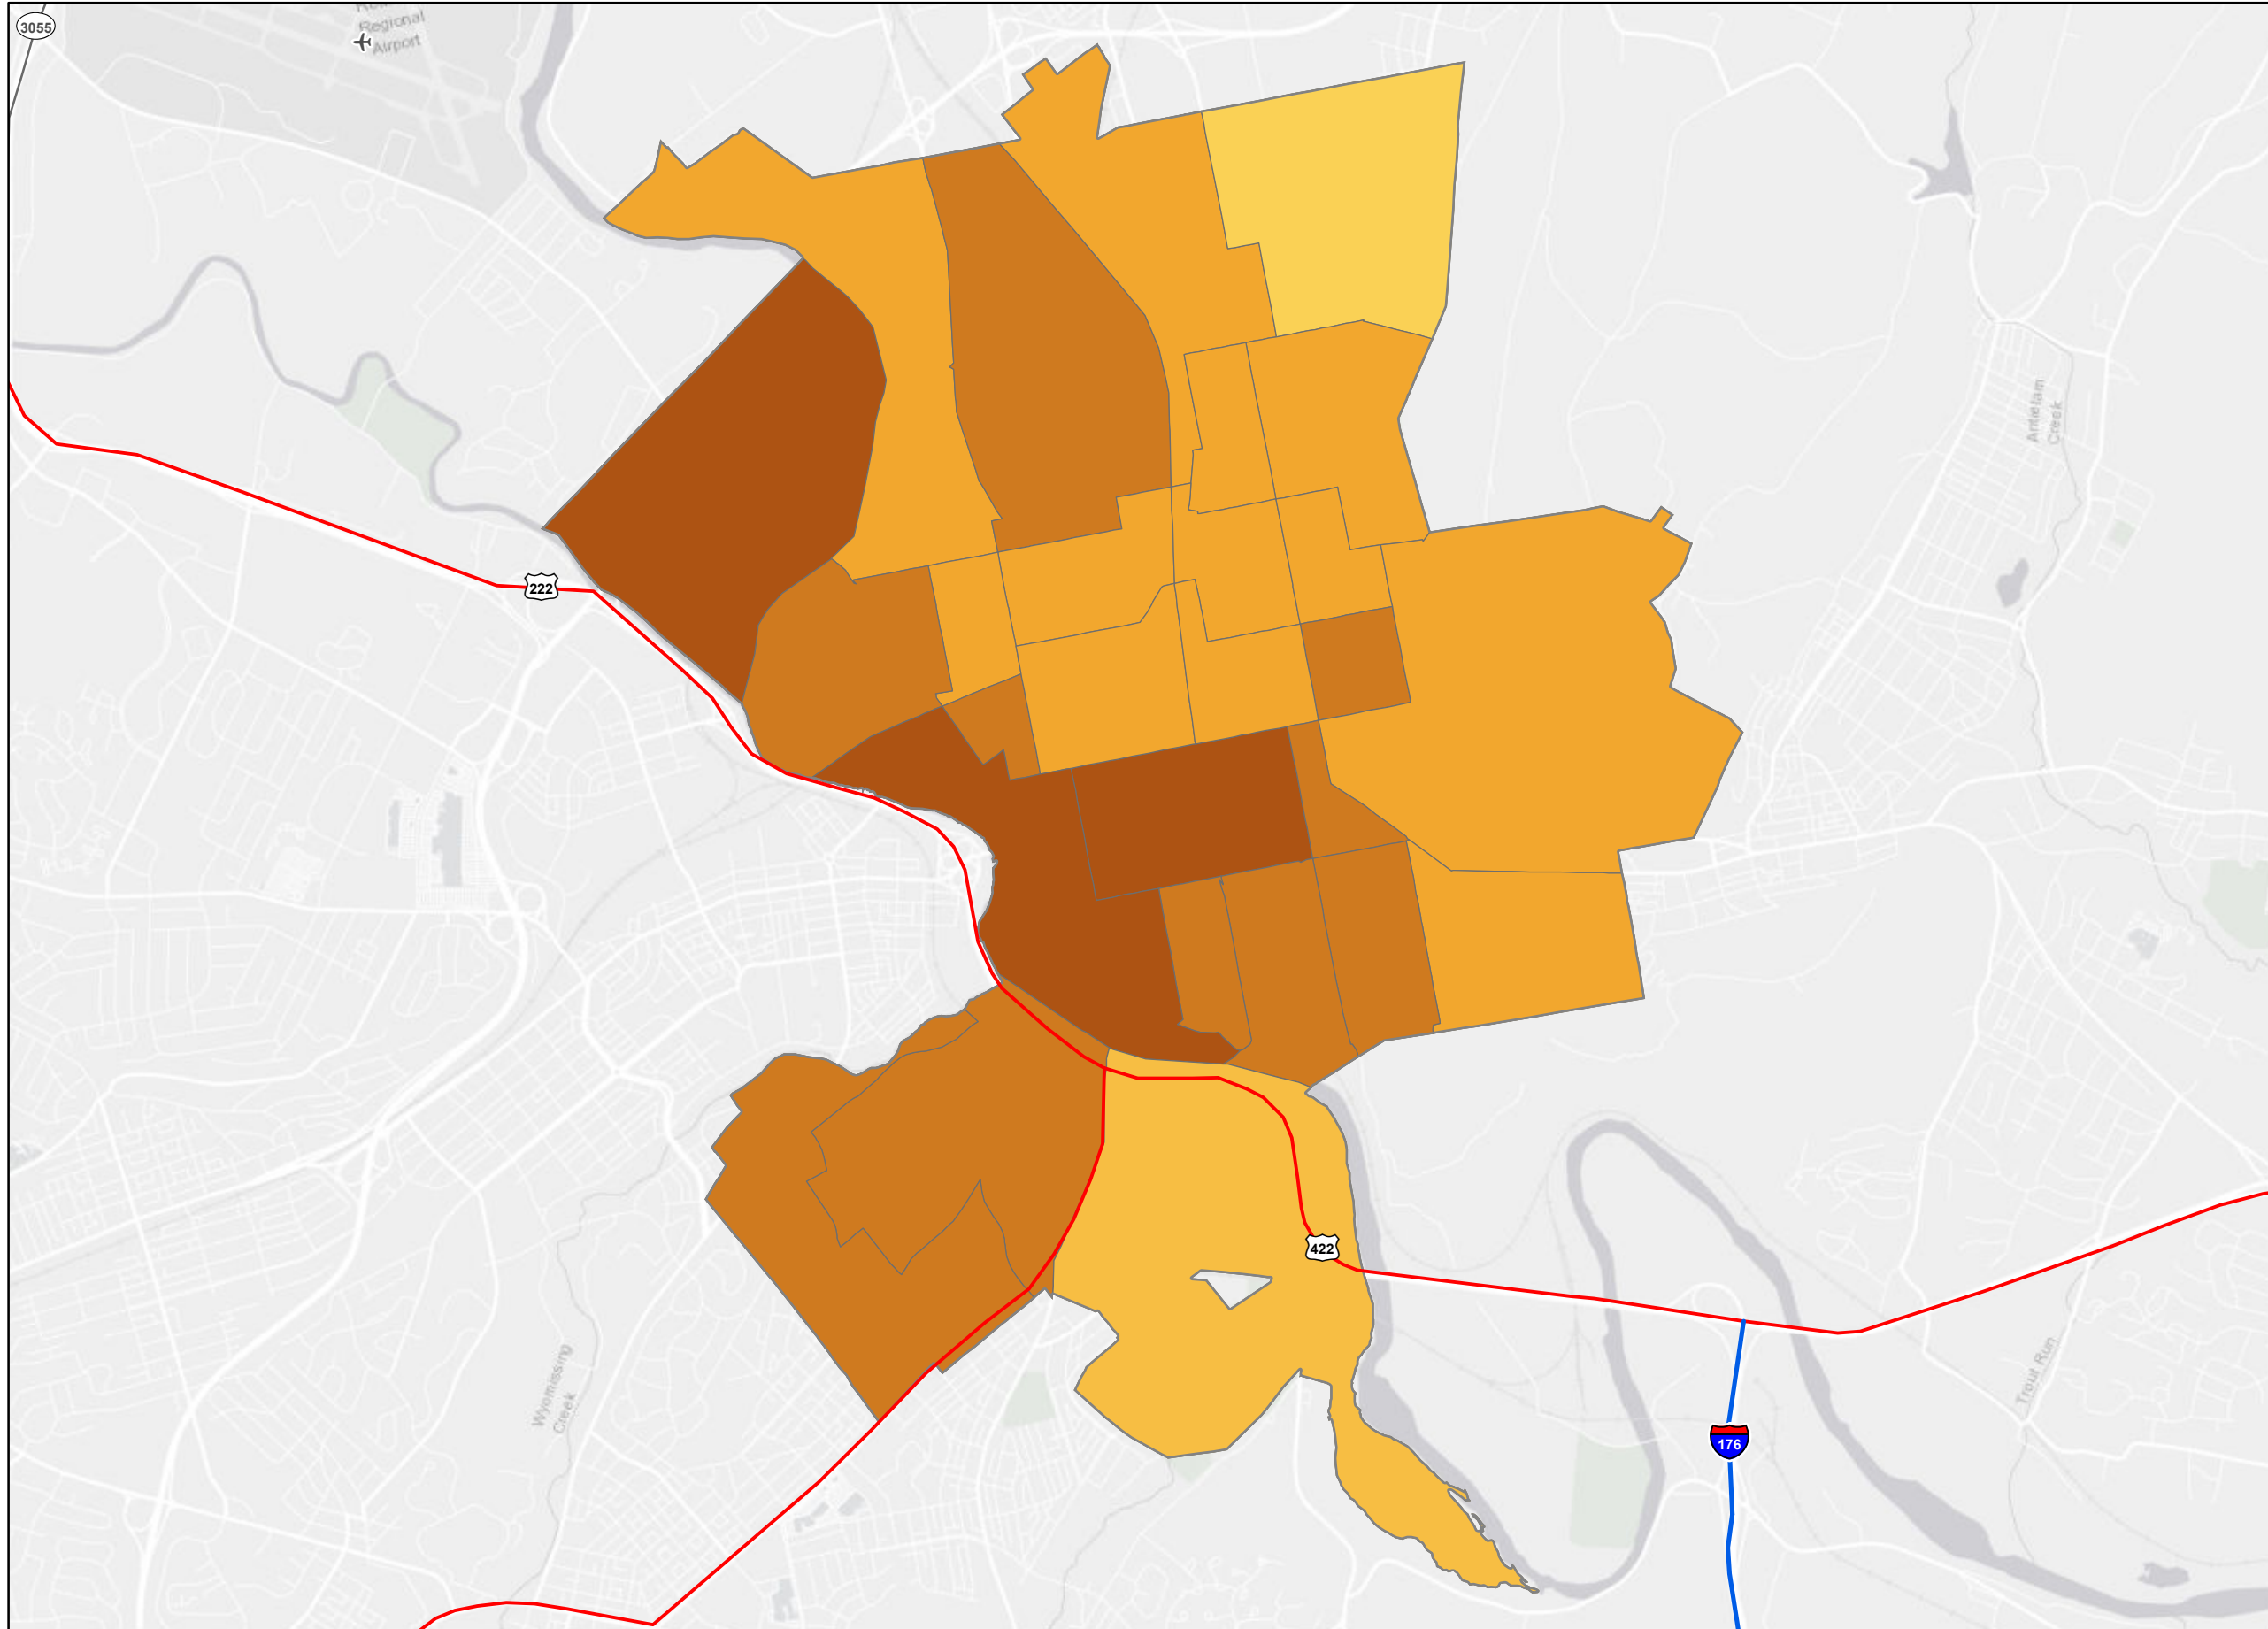 3055
Regional
Airport
Antietam
Creek
222
422
Trout Run
Wyomissing
Creek
176